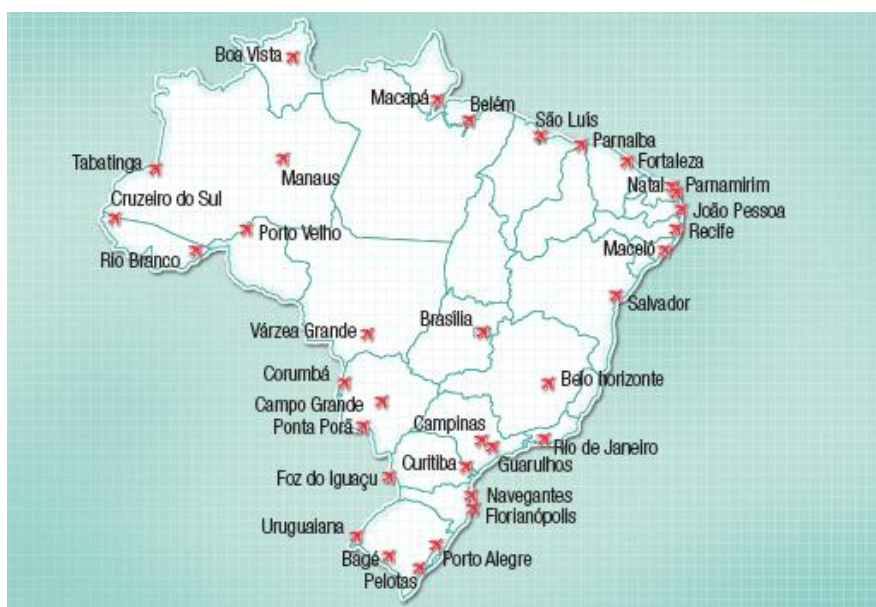 Boa Vista
Macapá
Belém
São Luís
Parnaíba
Fortaleza
Tabatinga
Manaus
Natal
Parnamirim
Cruzeiro do Sul
João Pessoa
Porto Velho
Recife
Rio Branco
Maceió
Salvador
Várzea Grande
Brasília
Corumbá
Belo horizonte
Campo Grande
Ponta Porã
Campinas
Rio de Janeiro
Guarulhos
Curitiba
Foz do Iguaçu
Navegantes
Florianópolis
Uruguaiana
Bagé
Porto Alegre
Pelotas